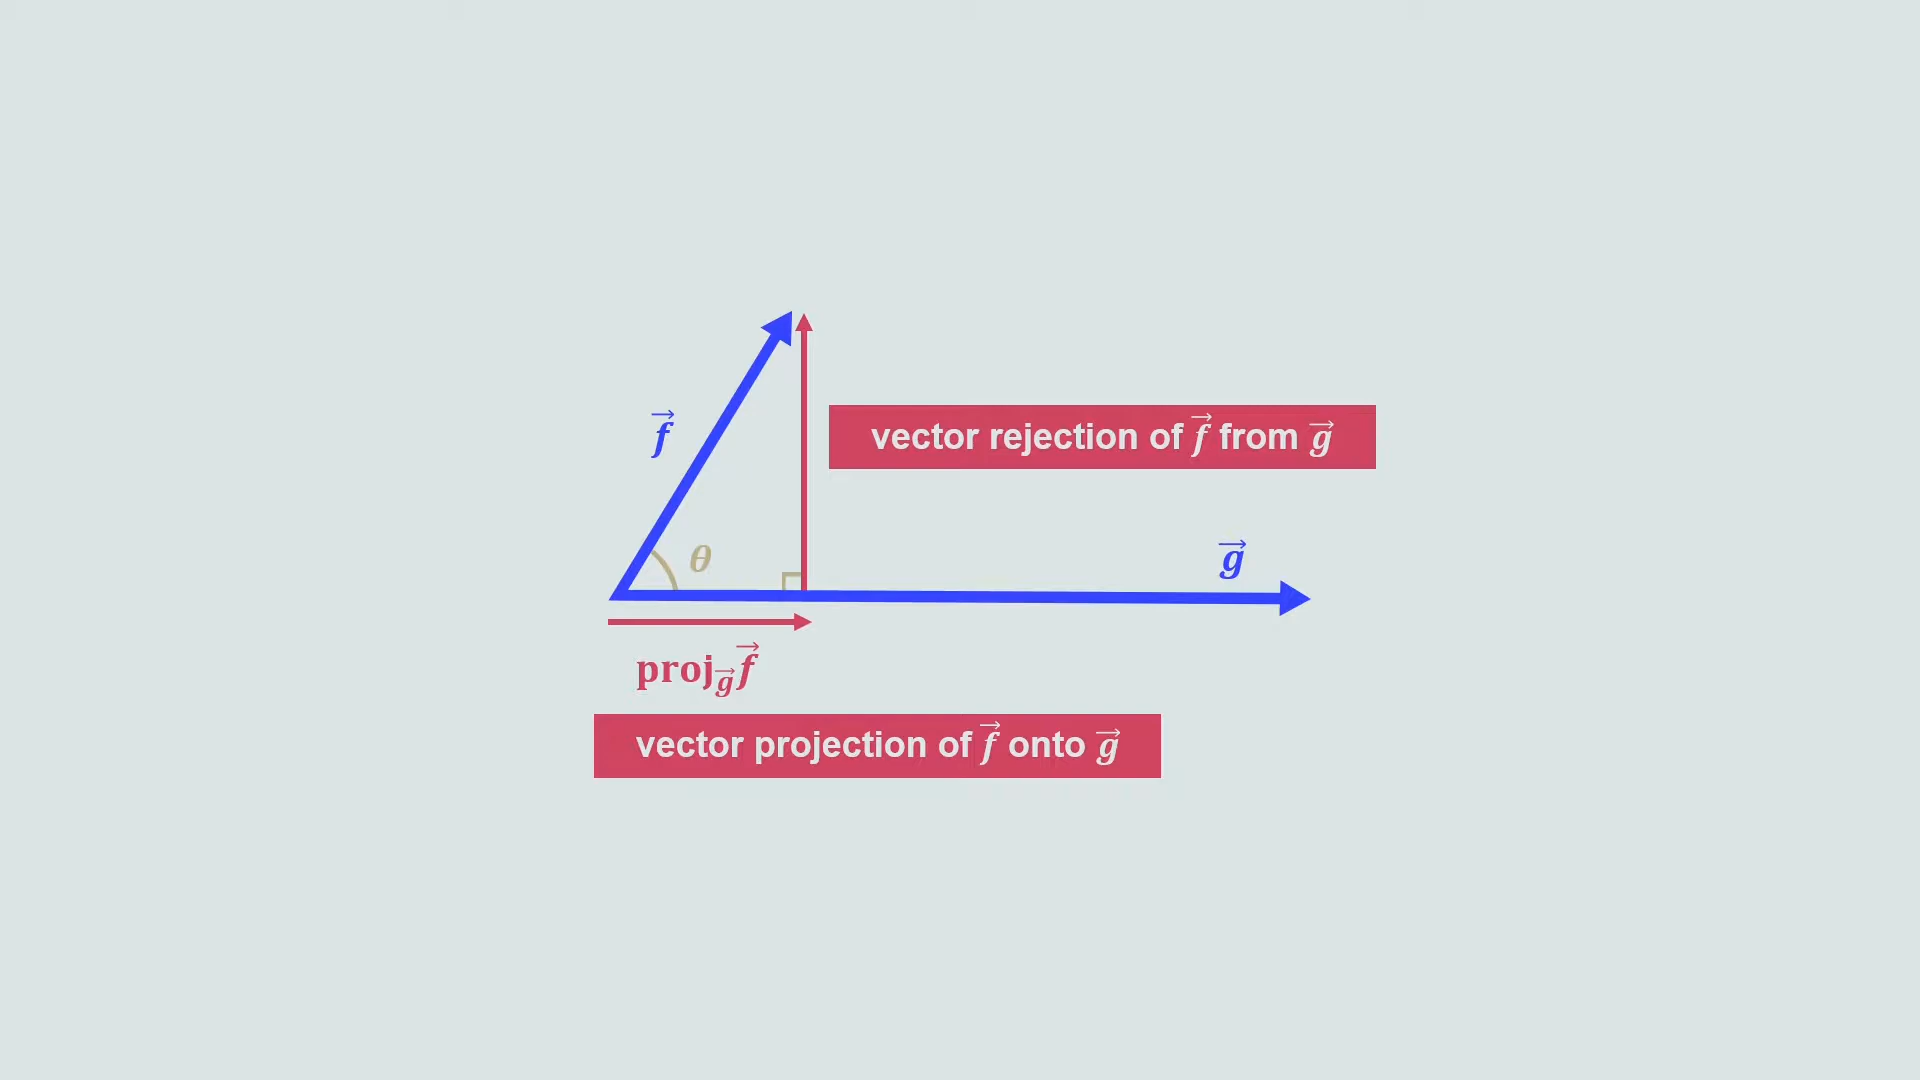 f⃗
vector rejection of f⃗ from g⃗
θ
g⃗
proj_g⃗ f⃗
vector projection of f⃗ onto g⃗